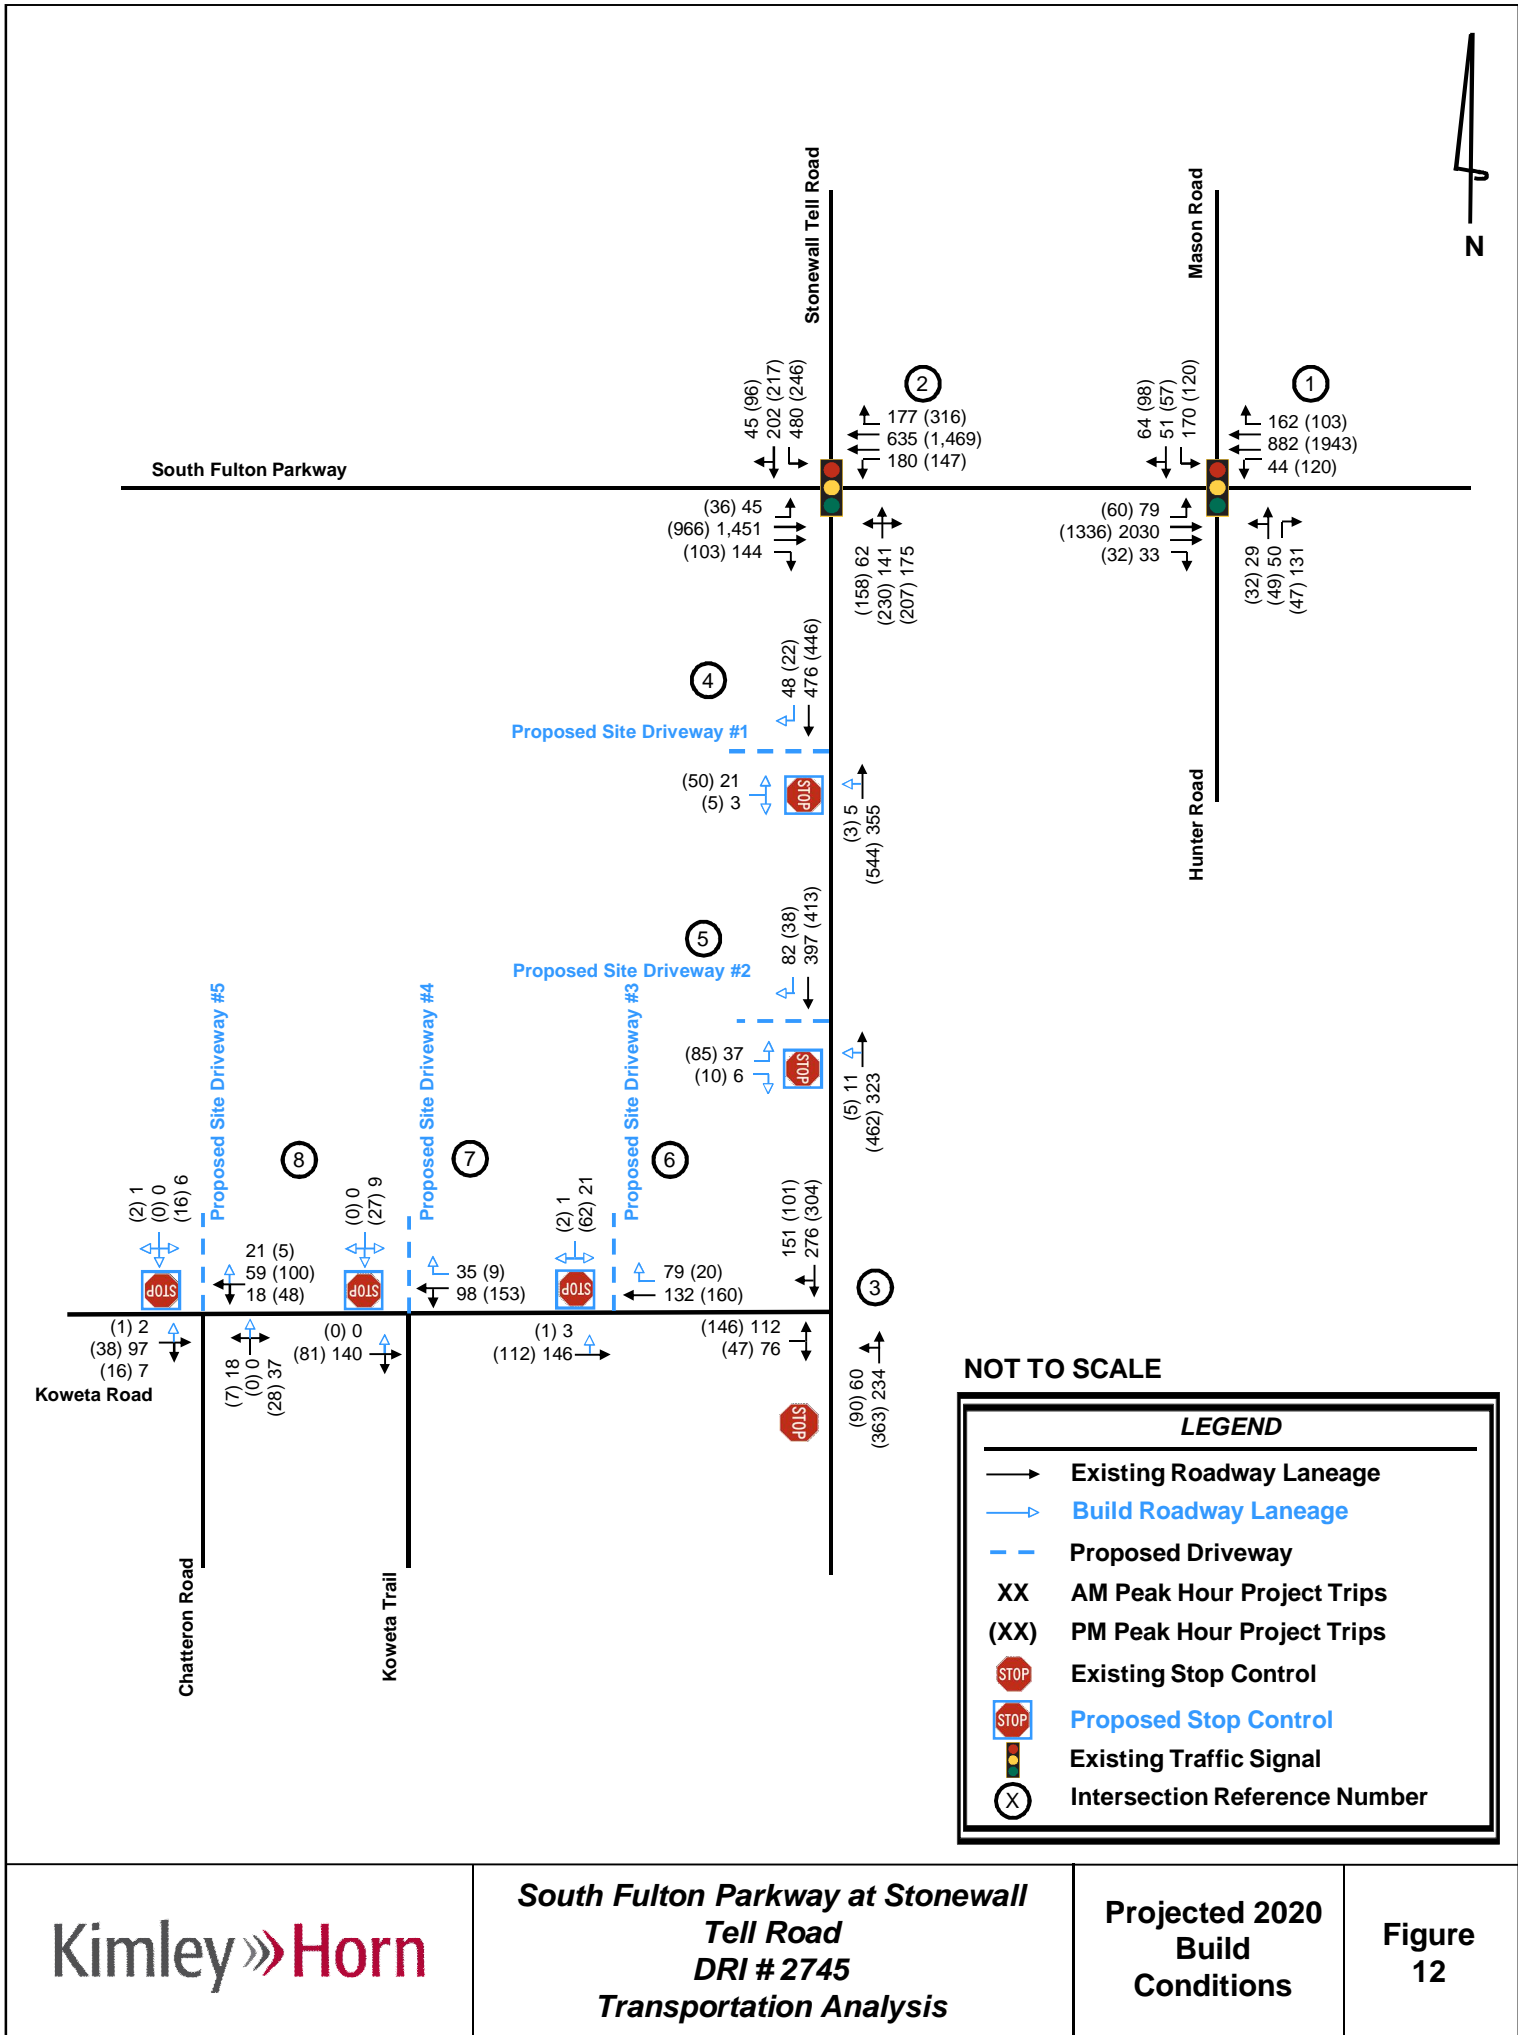 N
Stonewall Tell Road
Mason Road
2
1
45 (96)
202 (217)
480 (246)
177 (316)
635 (1,469)
180 (147)
64 (98)
51 (57)
170 (120)
162 (103)
882 (1943)
44 (120)
South Fulton Parkway
(36) 45
(966) 1,451
(103) 144
(158) 62
(230) 141
(207) 175
(60) 79
(1336) 2030
(32) 33
(32) 29
(49) 50
(47) 131
Hunter Road
4
48 (22)
476 (446)
Proposed Site Driveway #1
(50) 21
(5) 3
STOP
(3) 5
(544) 355
5
82 (38)
397 (413)
Proposed Site Driveway #2
(85) 37
(10) 6
STOP
(5) 11
(462) 323
Proposed Site Driveway #5
Proposed Site Driveway #4
Proposed Site Driveway #3
8
7
6
(2) 1
(0) 0
(16) 6
STOP
21 (5)
59 (100)
18 (48)
(0) 0
(27) 9
STOP
35 (9)
98 (153)
(2) 1
(62) 21
STOP
79 (20)
132 (160)
151 (101)
276 (304)
3
(1) 2
(38) 97
(16) 7
Koweta Road
(7) 18
(0) 0
(28) 37
(0) 0
(81) 140
(1) 3
(112) 146
(146) 112
(47) 76
STOP
(90) 60
(363) 234
Chatteron Road
Koweta Trail
NOT TO SCALE
LEGEND
Existing Roadway Laneage
Build Roadway Laneage
Proposed Driveway
XX AM Peak Hour Project Trips
(XX) PM Peak Hour Project Trips
STOP Existing Stop Control
STOP Proposed Stop Control
Existing Traffic Signal
X Intersection Reference Number
Kimley»Horn
South Fulton Parkway at Stonewall
Tell Road
DRI # 2745
Transportation Analysis
Projected 2020
Build
Conditions
Figure
12